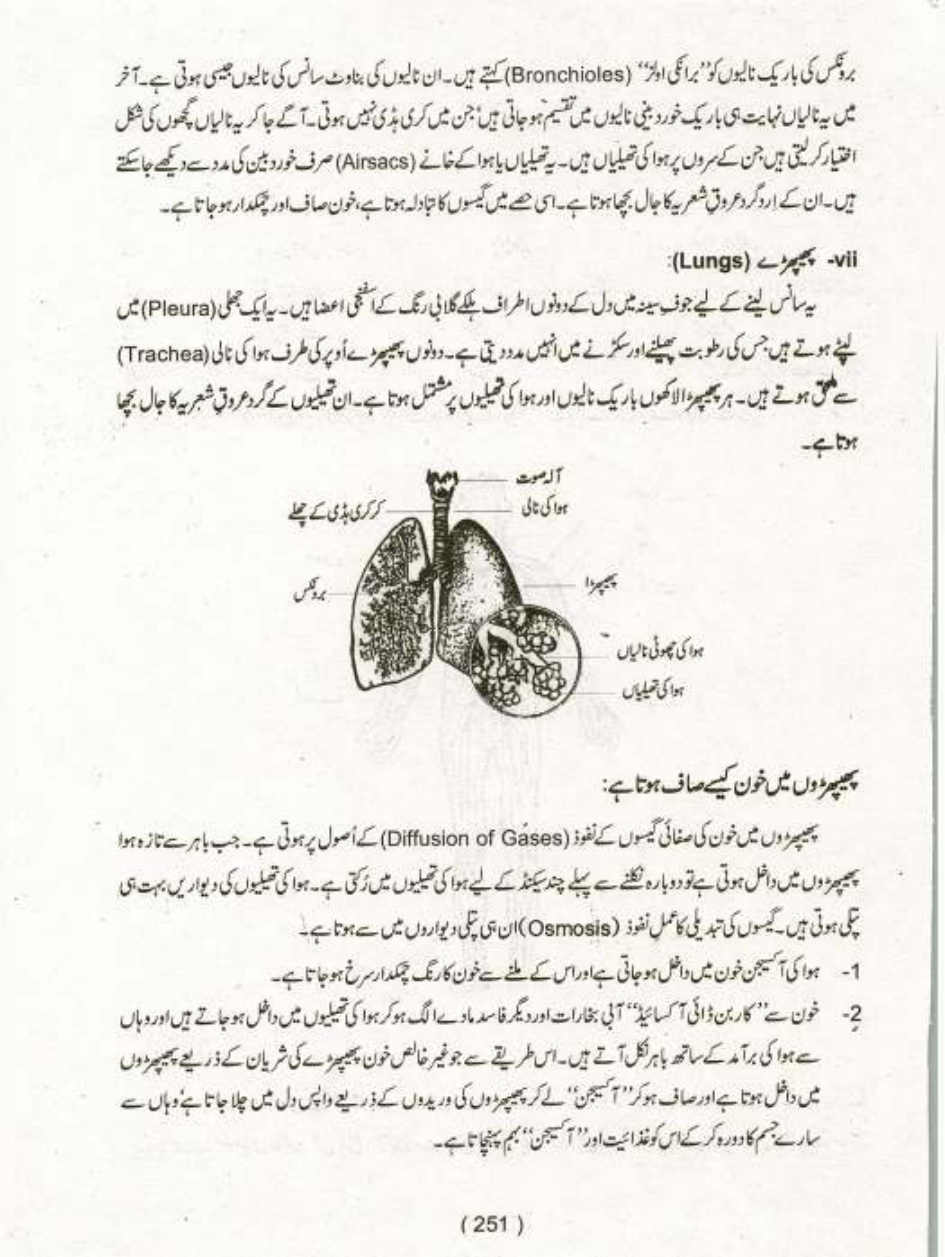 برونکس کی باریک نالیوں کو”برانکی اولز“ (Bronchioles) کہتے ہیں۔ ان نالیوں کی بناوٹ سانس کی نالیوں جیسی ہوتی ہے۔ آخر
میں یہ نالیاں نہایت ہی باریک خوردبینی نالیوں میں تقسیم ہو جاتی ہیں‘ جن میں کری ہڈی نہیں ہوتی۔ آگے جا کر یہ نالیاں گچھوں کی شکل
اختیار کر لیتی ہیں جن کے سروں پر ہوا کی تھیلیاں ہیں۔ یہ تھیلیاں یا ہوا کے خانے (Airsacs) صرف خوردبین کی مدد سے دیکھے جا سکتے
ہیں۔ ان کے اِردگرد عروقِ شعریہ کا جال بچھا ہوتا ہے۔ اسی حصے میں گیسوں کا تبادلہ ہوتا ہے، خون صاف اور چمکدار ہو جاتا ہے۔
vii- پھیپھڑے (Lungs):
یہ سانس لینے کے لیے جوفِ سینہ میں دل کے دونوں اطراف ہلکے گلابی رنگ کے اسفنجی اعضا ہیں۔ یہ ایک جھلی (Pleura) میں
لپٹے ہوتے ہیں جس کی رطوبت پھیلنے اور سکڑنے میں انہیں مدد دیتی ہے۔ دونوں پھیپھڑے اُوپر کی طرف ہوا کی نالی (Trachea)
سے ملحق ہوتے ہیں۔ ہر پھیپھڑا لاکھوں باریک نالیوں اور ہوا کی تھیلیوں پر مشتمل ہوتا ہے۔ ان تھیلیوں کے گرد عروقِ شعریہ کا جال بچھا
ہوتا ہے۔
آلہ صوت
ہوا کی نالی
کرکری ہڈی کے چھلے
پھیپھڑا
برونکس
ہوا کی چھوٹی نالیاں
ہوا کی تھیلیاں
پھیپھڑوں میں خون کیسے صاف ہوتا ہے:
پھیپھڑوں میں خون کی صفائی گیسوں کے نفوذ (Diffusion of Gases) کے اُصول پر ہوتی ہے۔ جب باہر سے تازہ ہوا
پھیپھڑوں میں داخل ہوتی ہے تو دوبارہ نکلنے سے پہلے چند سیکنڈ کے لیے ہوا کی تھیلیوں میں رُکتی ہے۔ ہوا کی تھیلیوں کی دیواریں بہت ہی
پتلی ہوتی ہیں۔ گیسوں کی تبدیلی کا عمل نفوذ (Osmosis) ان ہی پتلی دیواروں میں سے ہوتا ہے۔
1- ہوا کی آکسیجن خون میں داخل ہو جاتی ہے اور اس کے ملنے سے خون کا رنگ چمکدار سرخ ہو جاتا ہے۔
2- خون سے ”کاربن ڈائی آکسائیڈ“ آبی بخارات اور دیگر فاسد مادے الگ ہو کر ہوا کی تھیلیوں میں داخل ہو جاتے ہیں اور وہاں
سے ہوا کی برآمد کے ساتھ باہر نکل آتے ہیں۔ اس طریقے سے جو غیر خالص خون پھیپھڑے کی شریان کے ذریعے پھیپھڑوں
میں داخل ہوتا ہے اور صاف ہو کر ”آکسیجن“ لے کر پھیپھڑوں کی وریدوں کے ذریعے واپس دل میں چلا جاتا ہے‘ وہاں سے
سارے جسم کا دورہ کر کے اس کو غذائیت اور ”آکسیجن“ بہم پہنچاتا ہے۔
( 251 )